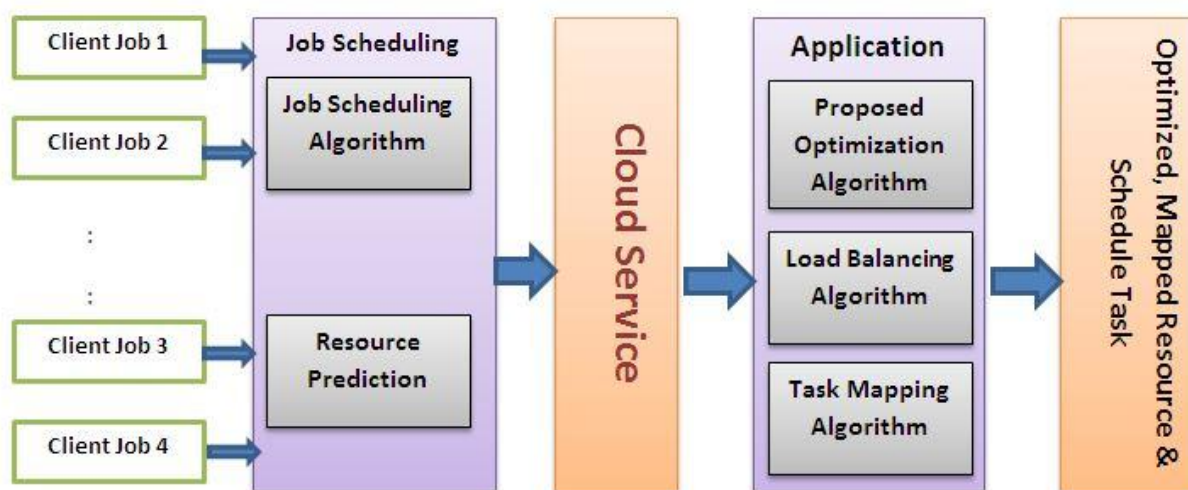 Client Job 1
Client Job 2
:
:
Client Job 3
Client Job 4
Job Scheduling
Job Scheduling
Algorithm
Resource
Prediction
Cloud Service
Application
Proposed
Optimization
Algorithm
Load Balancing
Algorithm
Task Mapping
Algorithm
Optimized, Mapped Resource &
Schedule Task